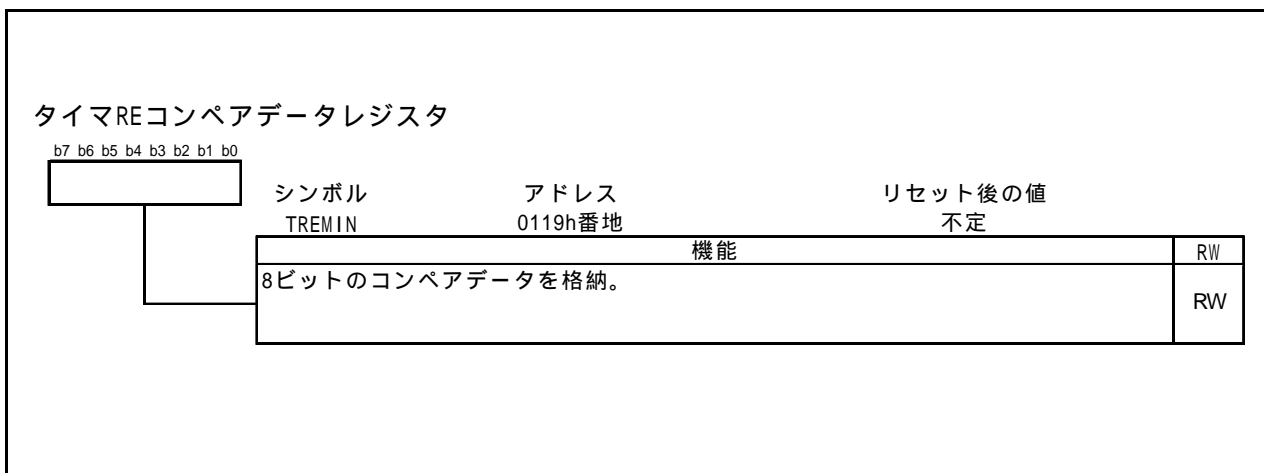 タイマREコンペアデータレジスタ
b7 b6 b5 b4 b3 b2 b1 b0
シンボル アドレス リセット後の値
TREMIN 0119h番地 不定
機能 RW
8ビットのコンペアデータを格納。
RW